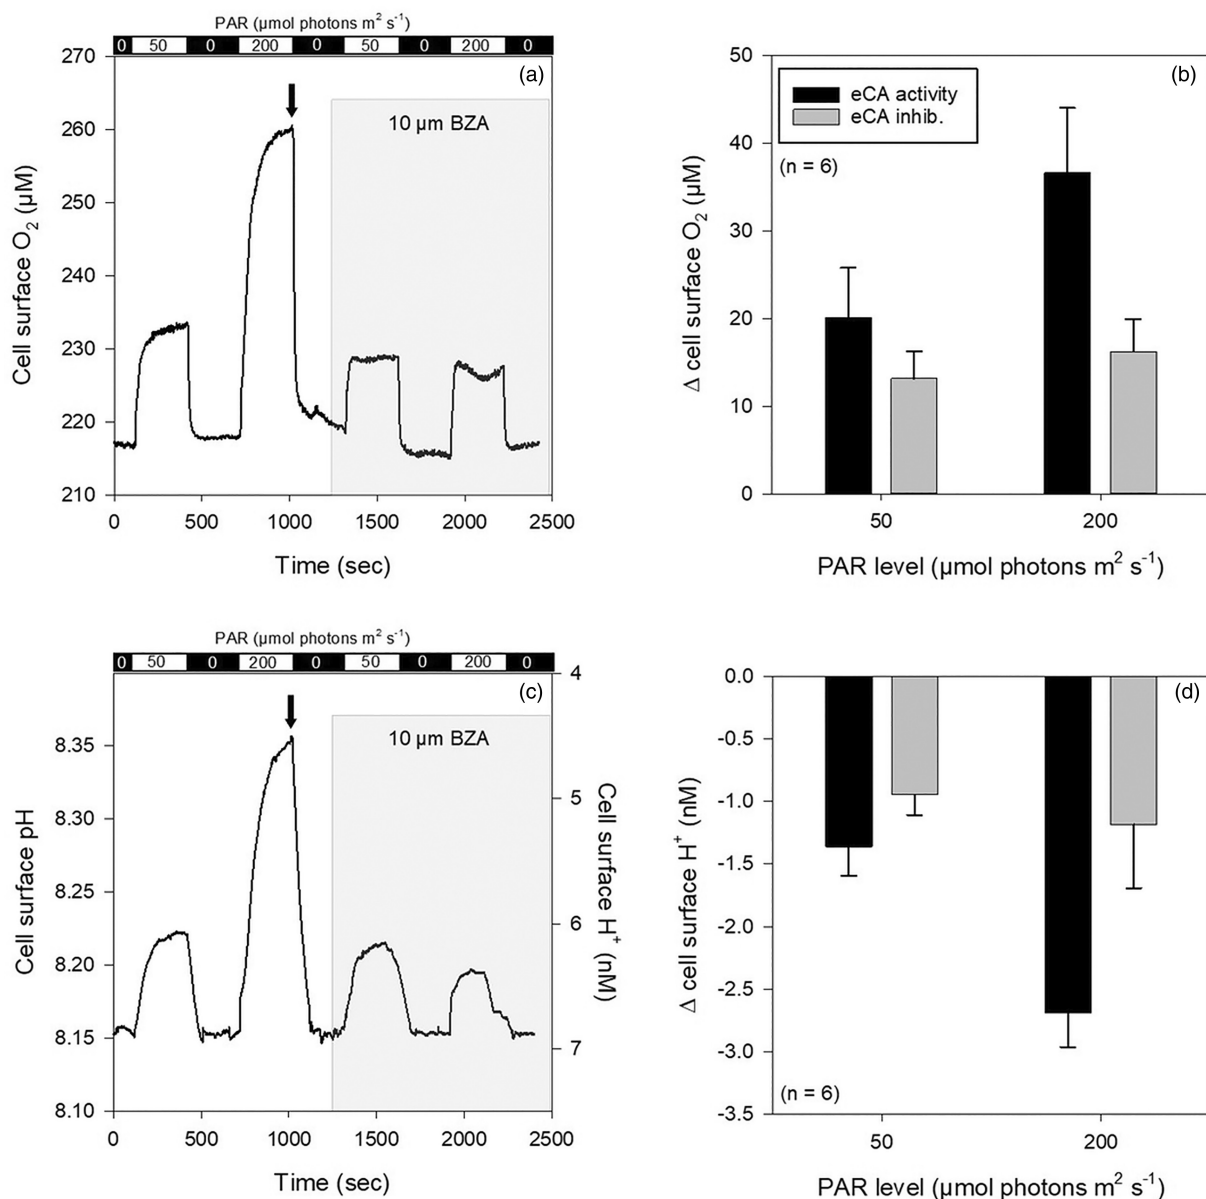 PAR (µmol photons m² s⁻¹)
0 50 0 200 0 50 0 200 0
(a)
270
260
250
240
230
220
210
Cell surface O₂ (µM)
10 µm BZA
0 500 1000 1500 2000 2500
Time (sec)
(b)
50
40
30
20
10
0
Δ cell surface O₂ (µM)
eCA activity
eCA inhib.
(n = 6)
50 200
PAR level (µmol photons m² s⁻¹)
PAR (µmol photons m² s⁻¹)
0 50 0 200 0 50 0 200 0
(c)
8.35
8.30
8.25
8.20
8.15
8.10
Cell surface pH
10 µm BZA
4
5
6
7
Cell surface H⁺ (nM)
0 500 1000 1500 2000 2500
Time (sec)
(d)
0.0
-0.5
-1.0
-1.5
-2.0
-2.5
-3.0
-3.5
Δ cell surface H⁺ (nM)
(n = 6)
50 200
PAR level (µmol photons m² s⁻¹)